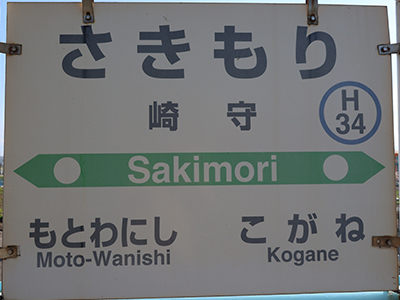 さきもり
崎守
H
34
Sakimori
もとわにし こがね
Moto-Wanishi Kogane